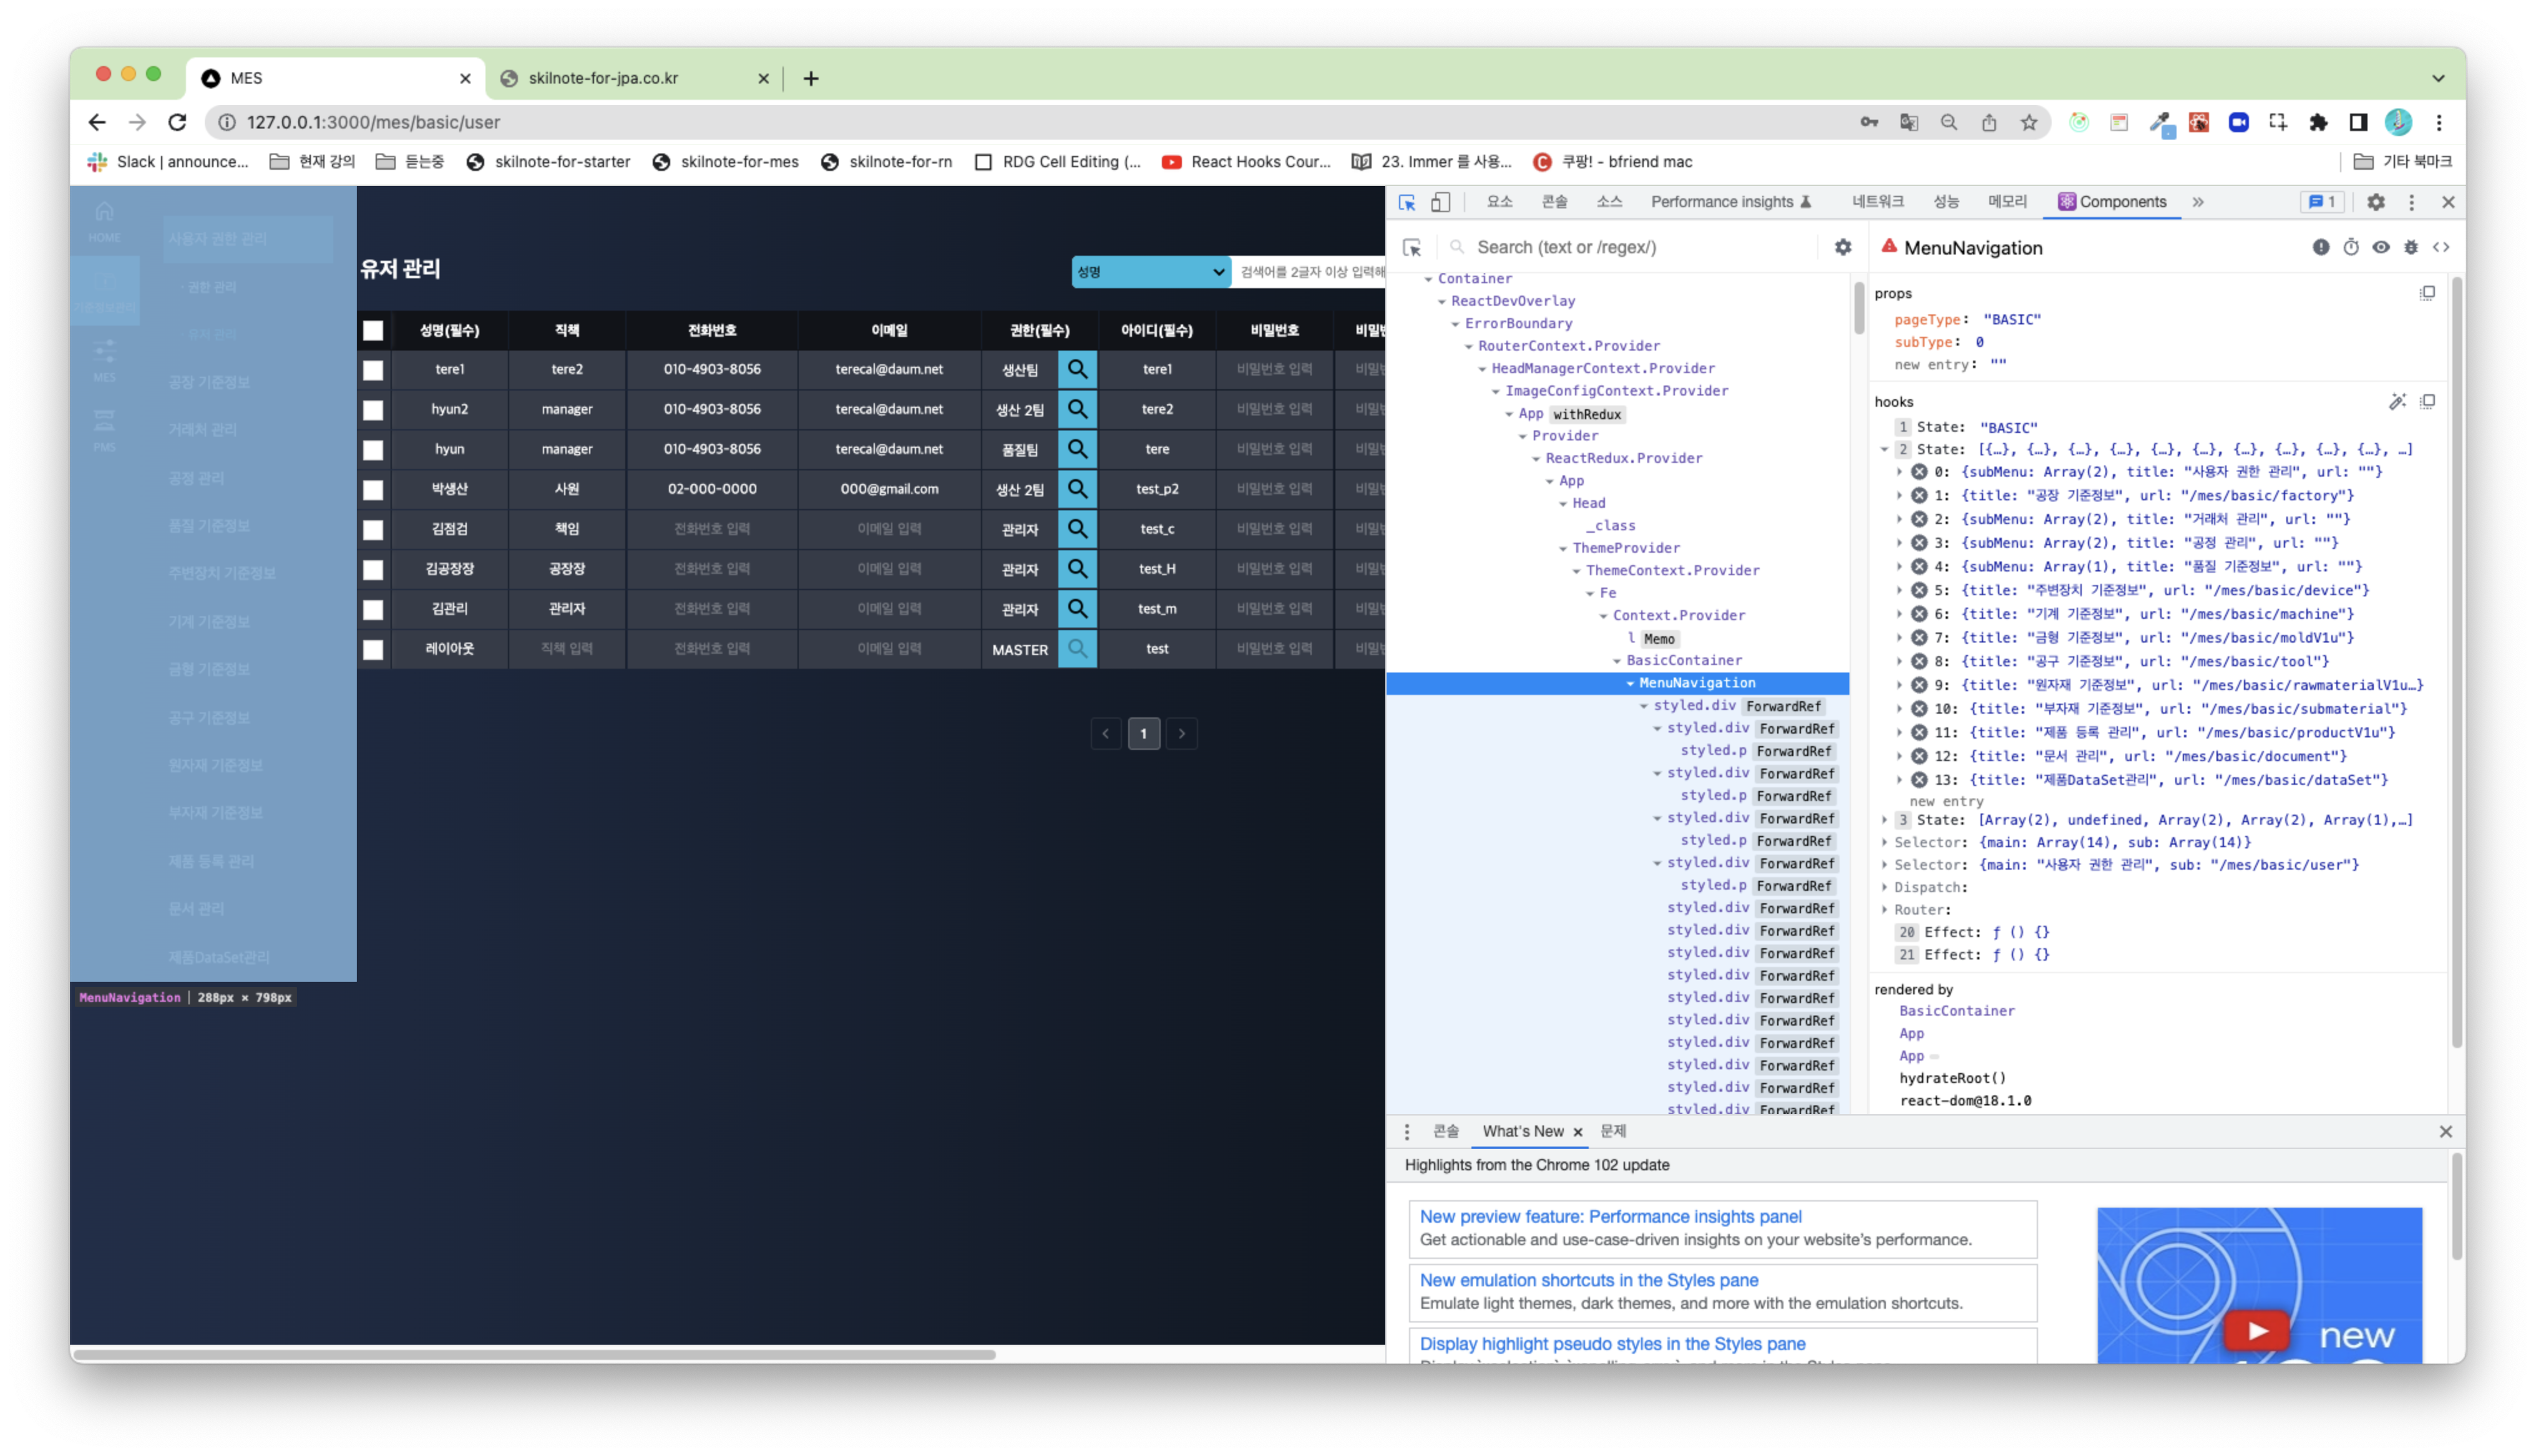 MES
skilnote-for-jpa.co.kr
127.0.0.1:3000/mes/basic/user
Slack | announce...
현재 강의
듣는중
skilnote-for-starter
skilnote-for-mes
skilnote-for-rn
RDG Cell Editing (...
React Hooks Cour...
23. Immer 를 사용...
쿠팡! - bfriend mac
기타 북마크
HOME
기준정보관리
MES
PMS
사용자 권한 관리
· 권한 관리
· 유저 관리
공장 기준정보
거래처 관리
공정 관리
품질 기준정보
주변장치 기준정보
기계 기준정보
금형 기준정보
공구 기준정보
원자재 기준정보
부자재 기준정보
제품 등록 관리
문서 관리
제품DataSet관리
MenuNavigation | 288px × 798px
유저 관리
성명
검색어를 2글자 이상 입력해
성명(필수) 직책 전화번호 이메일 권한(필수) 아이디(필수) 비밀번호 비밀번
tere1 tere2 010-4903-8056 terecal@daum.net 생산팀 tere1 비밀번호 입력 비밀번
hyun2 manager 010-4903-8056 terecal@daum.net 생산 2팀 tere2 비밀번호 입력 비밀번
hyun manager 010-4903-8056 terecal@daum.net 품질팀 tere 비밀번호 입력 비밀번
박생산 사원 02-000-0000 000@gmail.com 생산 2팀 test_p2 비밀번호 입력 비밀번
김점검 책임 전화번호 입력 이메일 입력 관리자 test_c 비밀번호 입력 비밀번
김공장장 공장장 전화번호 입력 이메일 입력 관리자 test_H 비밀번호 입력 비밀번
김관리 관리자 전화번호 입력 이메일 입력 관리자 test_m 비밀번호 입력 비밀번
레이아웃 직책 입력 전화번호 입력 이메일 입력 MASTER test 비밀번호 입력 비밀번
< 1 >
요소 콘솔 소스 Performance insights 네트워크 성능 메모리 Components » 1
Search (text or /regex/)
Container
ReactDevOverlay
ErrorBoundary
RouterContext.Provider
HeadManagerContext.Provider
ImageConfigContext.Provider
App withRedux
Provider
ReactRedux.Provider
App
Head
_class
ThemeProvider
ThemeContext.Provider
Fe
Context.Provider
l Memo
BasicContainer
MenuNavigation
styled.div ForwardRef
styled.div ForwardRef
styled.p ForwardRef
styled.div ForwardRef
styled.p ForwardRef
styled.div ForwardRef
styled.p ForwardRef
styled.div ForwardRef
styled.p ForwardRef
styled.div ForwardRef
styled.div ForwardRef
styled.div ForwardRef
styled.div ForwardRef
styled.div ForwardRef
styled.div ForwardRef
styled.div ForwardRef
styled.div ForwardRef
styled.div ForwardRef
styled.div ForwardRef
MenuNavigation
props
pageType: "BASIC"
subType: 0
new entry: ""
hooks
1 State: "BASIC"
2 State: [{…}, {…}, {…}, {…}, {…}, {…}, {…}, {…}, {…}, {…}, …]
0: {subMenu: Array(2), title: "사용자 권한 관리", url: ""}
1: {title: "공장 기준정보", url: "/mes/basic/factory"}
2: {subMenu: Array(2), title: "거래처 관리", url: ""}
3: {subMenu: Array(2), title: "공정 관리", url: ""}
4: {subMenu: Array(1), title: "품질 기준정보", url: ""}
5: {title: "주변장치 기준정보", url: "/mes/basic/device"}
6: {title: "기계 기준정보", url: "/mes/basic/machine"}
7: {title: "금형 기준정보", url: "/mes/basic/moldV1u"}
8: {title: "공구 기준정보", url: "/mes/basic/tool"}
9: {title: "원자재 기준정보", url: "/mes/basic/rawmaterialV1u…}
10: {title: "부자재 기준정보", url: "/mes/basic/submaterial"}
11: {title: "제품 등록 관리", url: "/mes/basic/productV1u"}
12: {title: "문서 관리", url: "/mes/basic/document"}
13: {title: "제품DataSet관리", url: "/mes/basic/dataSet"}
new entry
3 State: [Array(2), undefined, Array(2), Array(2), Array(1),…]
Selector: {main: Array(14), sub: Array(14)}
Selector: {main: "사용자 권한 관리", sub: "/mes/basic/user"}
Dispatch:
Router:
20 Effect: ƒ () {}
21 Effect: ƒ () {}
rendered by
BasicContainer
App
App
hydrateRoot()
react-dom@18.1.0
콘솔 What's New 문제
Highlights from the Chrome 102 update
New preview feature: Performance insights panel
Get actionable and use-case-driven insights on your website's performance.
New emulation shortcuts in the Styles pane
Emulate light themes, dark themes, and more with the emulation shortcuts.
Display highlight pseudo styles in the Styles pane
new